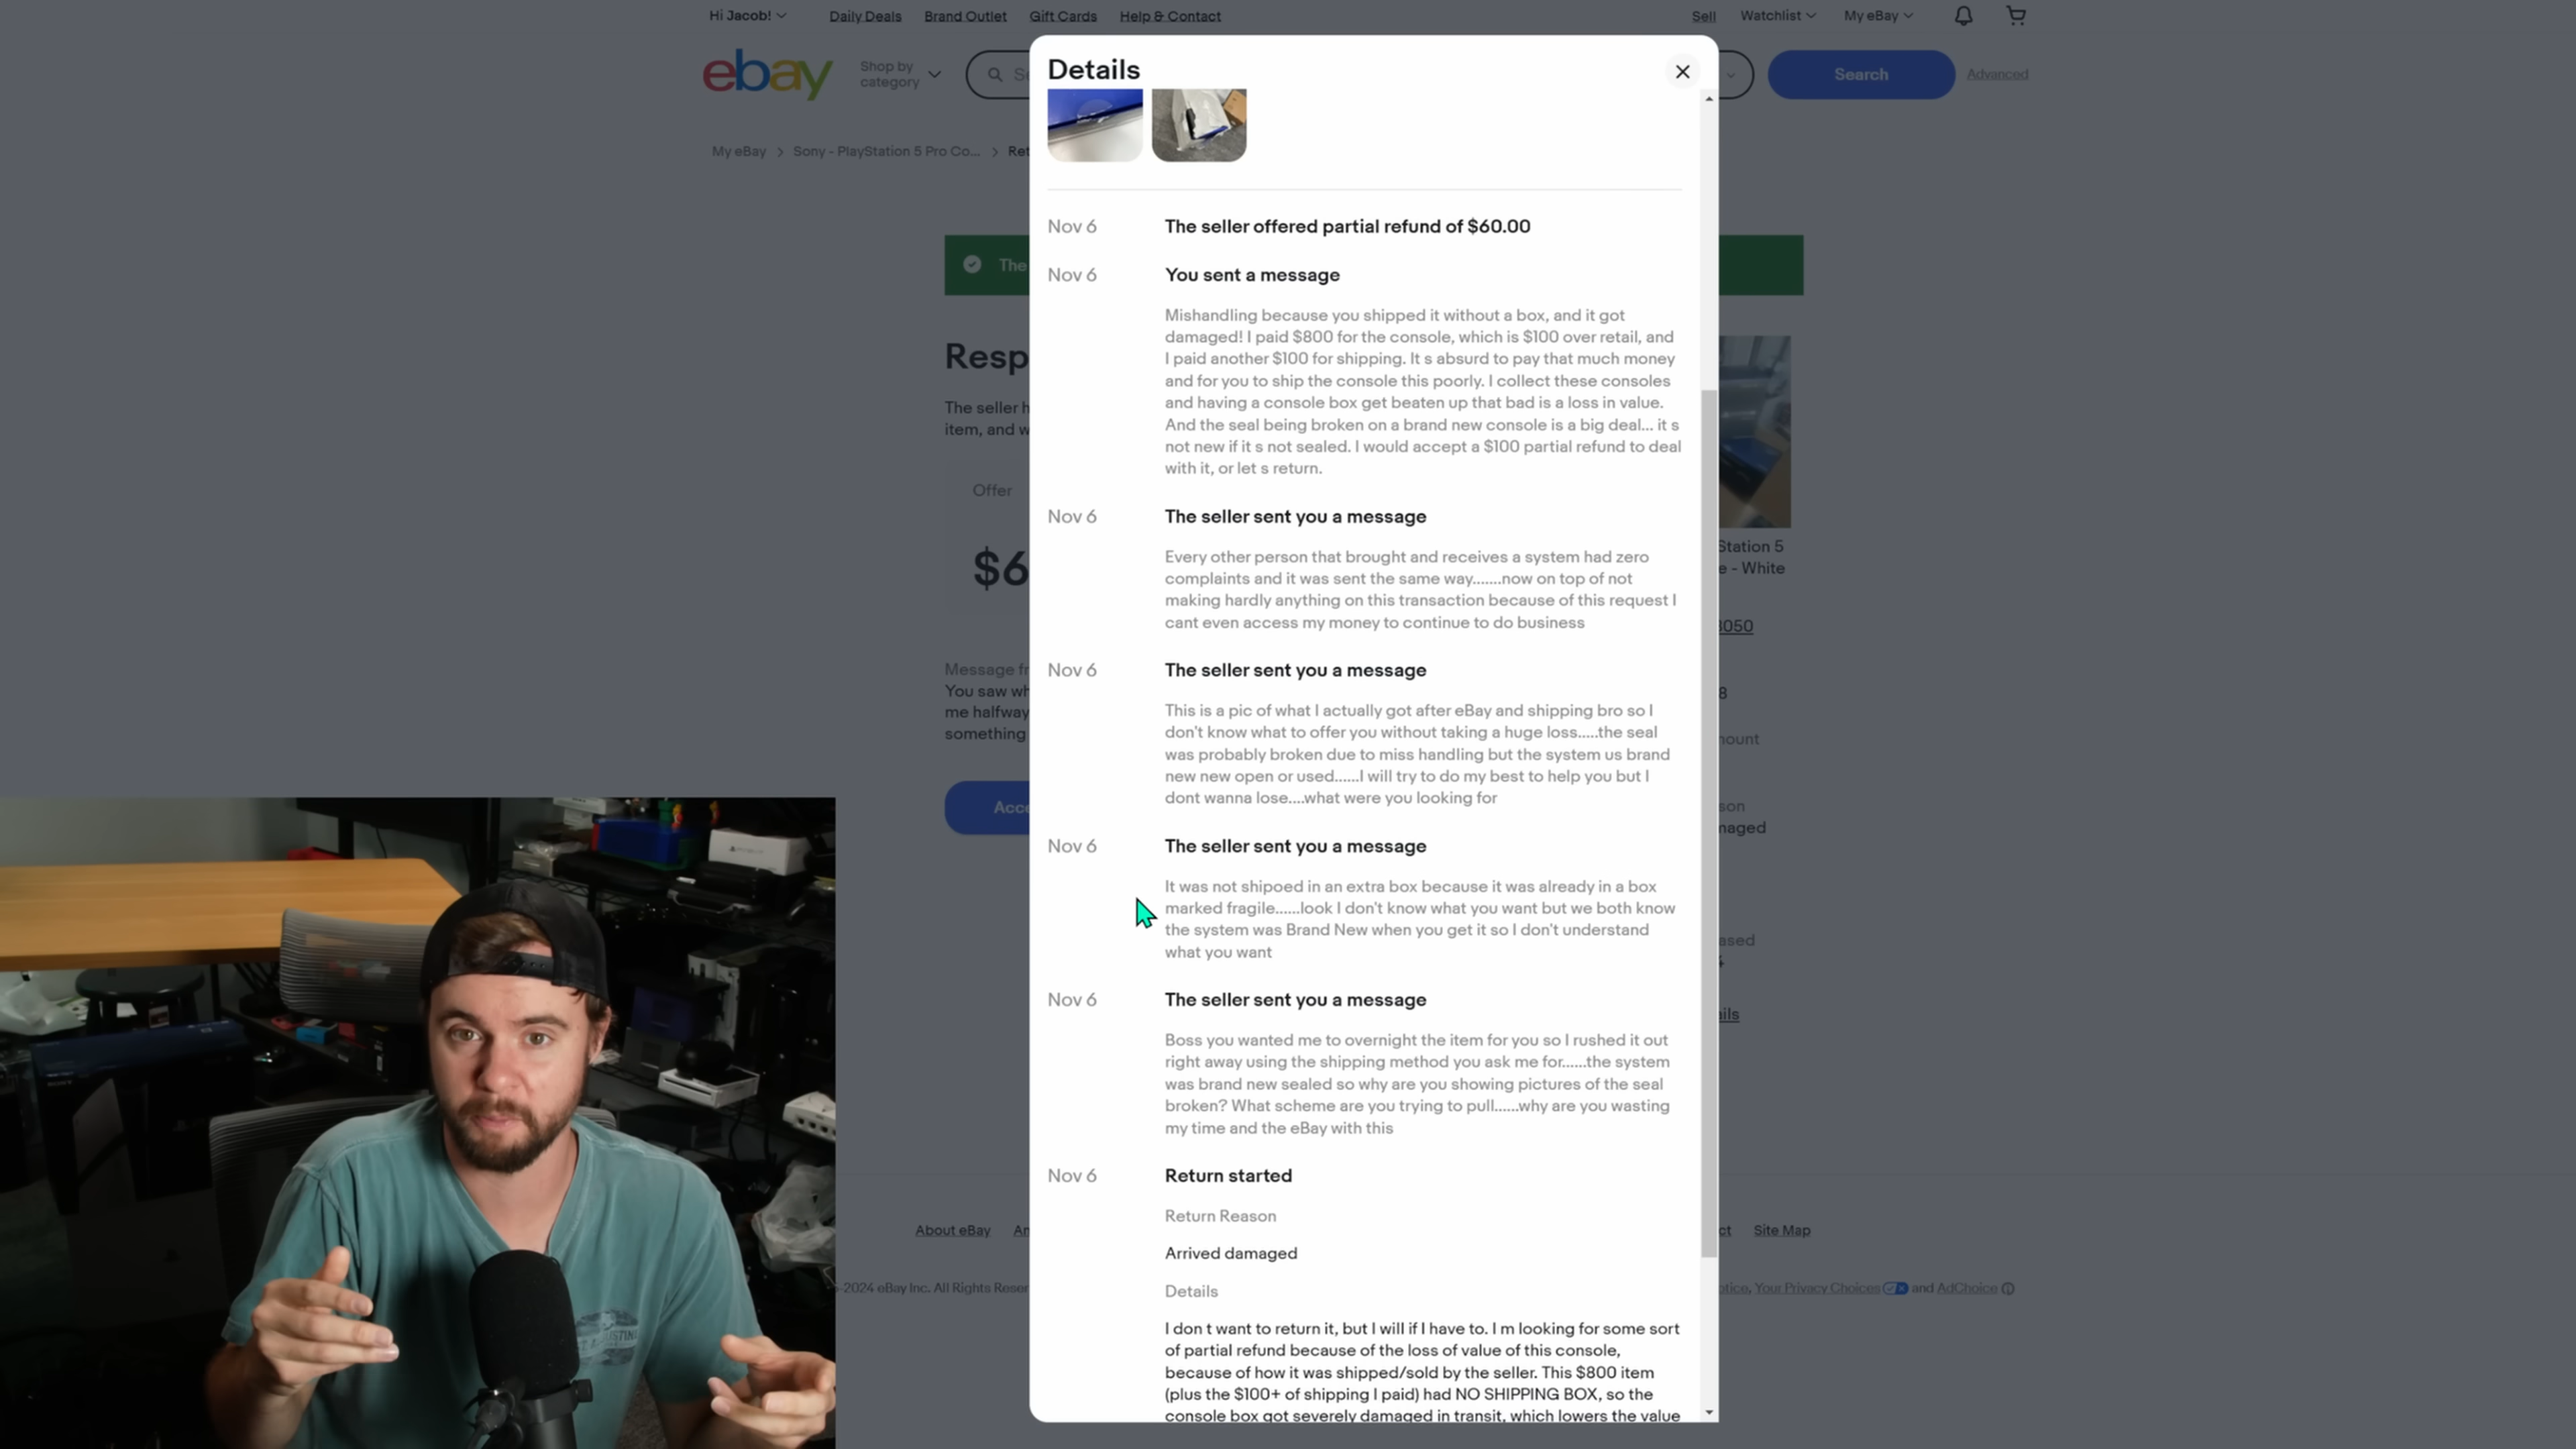 Hi Jacob!
Daily Deals
Brand Outlet
Gift Cards
Help & Contact
Sell
Watchlist
My eBay
ebay
Shop by
category
Search
Advanced
My eBay
Sony - PlayStation 5 Pro Co...
The
Offer
The seller
item, and
Message
You saw
me halfway
something
Station 5
e - White
Details
Nov 6 The seller offered partial refund of $60.00
Nov 6 You sent a message
Mishandling because you shipped it without a box, and it got
damaged! I paid $800 for the console, which is $100 over retail, and
I paid another $100 for shipping. It s absurd to pay that much money
and for you to ship the console this poorly. I collect these consoles
and having a console box get beaten up that bad is a loss in value.
And the seal being broken on a brand new console is a big deal... it s
not new if it s not sealed. I would accept a $100 partial refund to deal
with it, or let s return.
Nov 6 The seller sent you a message
Every other person that brought and receives a system had zero
complaints and it was sent the same way.......now on top of not
making hardly anything on this transaction because of this request I
cant even access my money to continue to do business
Nov 6 The seller sent you a message
This is a pic of what I actually got after eBay and shipping bro so I
don't know what to offer you without taking a huge loss.....the seal
was probably broken due to miss handling but the system us brand
new new open or used......I will try to do my best to help you but I
dont wanna lose....what were you looking for
Nov 6 The seller sent you a message
It was not shipoed in an extra box because it was already in a box
marked fragile......look I don't know what you want but we both know
the system was Brand New when you get it so I don't understand
what you want
Nov 6 The seller sent you a message
Boss you wanted me to overnight the item for you so I rushed it out
right away using the shipping method you ask me for......the system
was brand new sealed so why are you showing pictures of the seal
broken? What scheme are you trying to pull......why are you wasting
my time and the eBay with this
Nov 6 Return started
Return Reason
Arrived damaged
Details
I don t want to return it, but I will if I have to. I m looking for some sort
of partial refund because of the loss of value of this console,
because of how it was shipped/sold by the seller. This $800 item
(plus the $100+ of shipping I paid) had NO SHIPPING BOX, so the
console box got severely damaged in transit, which lowers the value
About eBay
Site Map
-2024 eBay Inc. All Rights
Your Privacy Choices and AdChoice